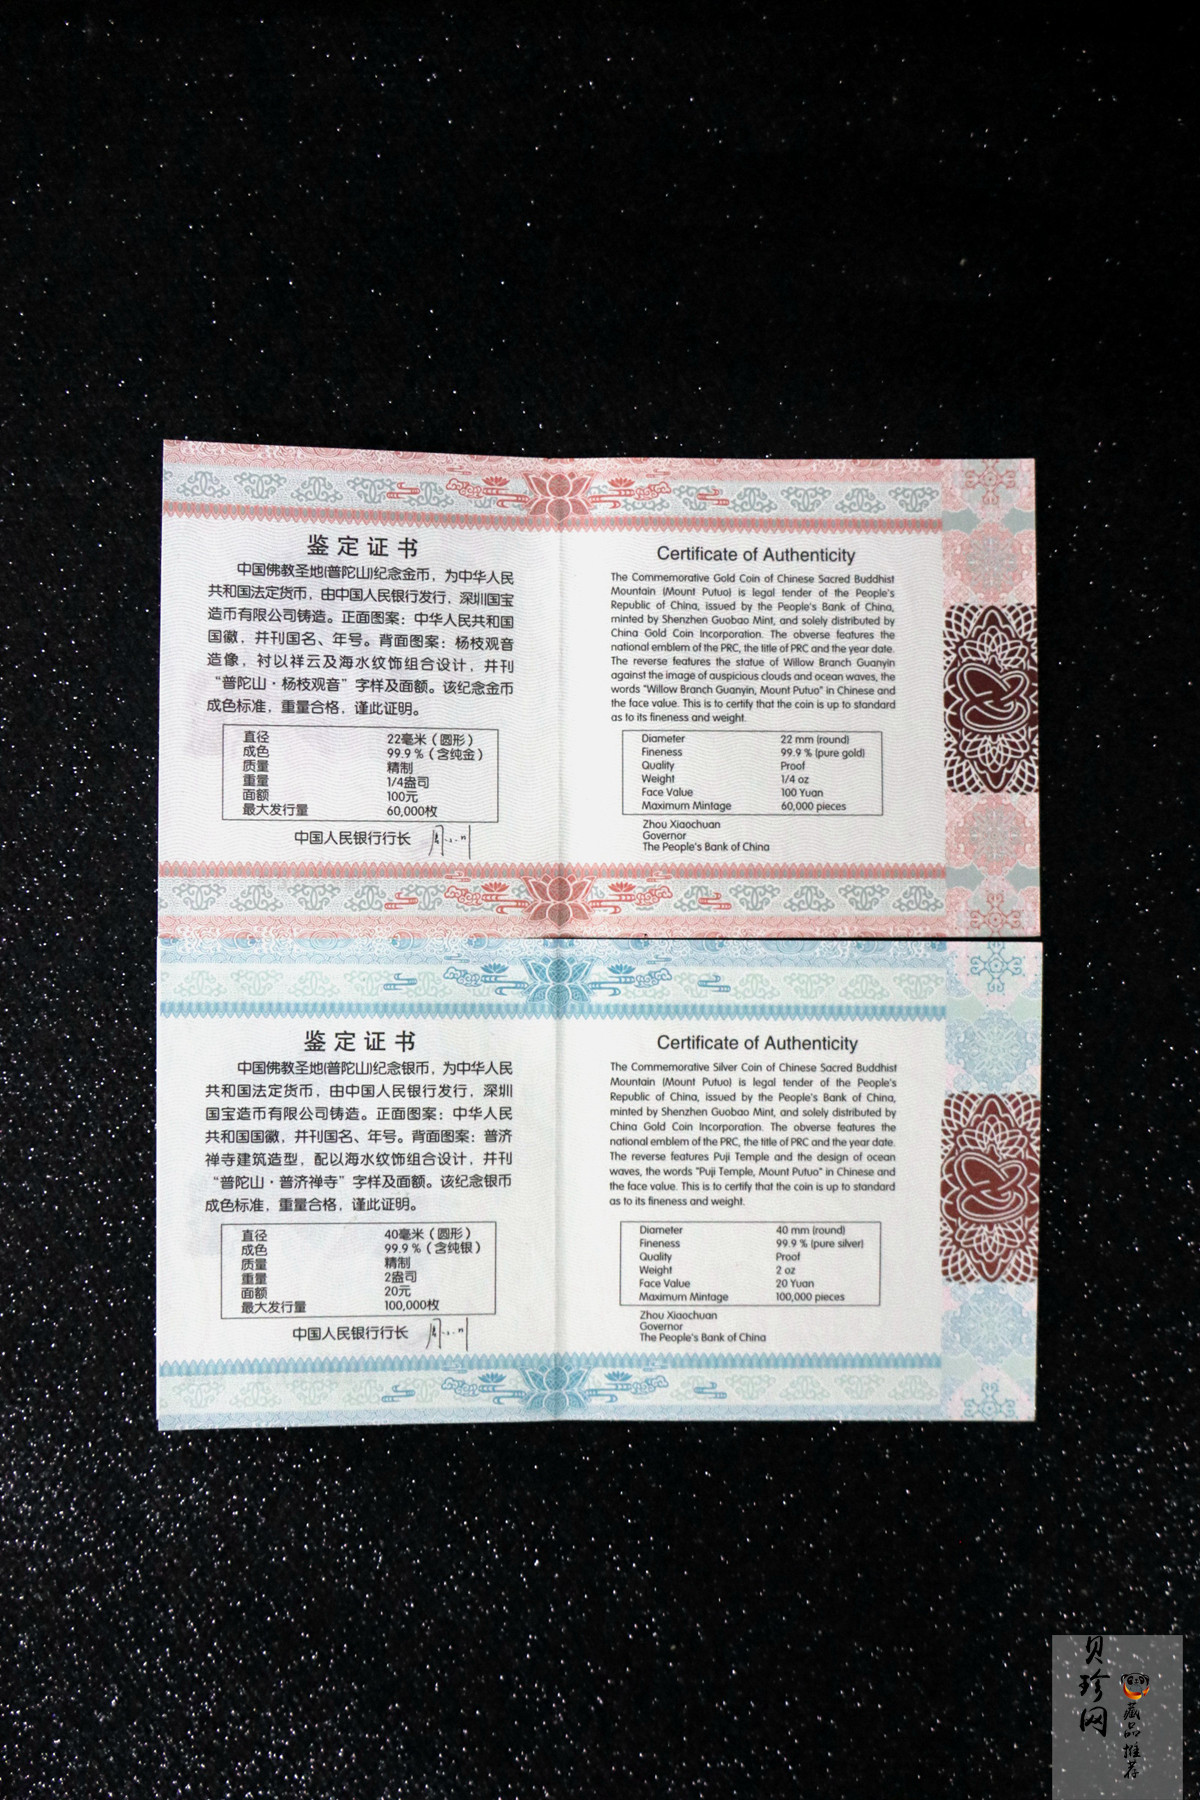 鉴定证书
中国佛教圣地(普陀山)纪念金币，为中华人民
共和国法定货币，由中国人民银行发行，深圳国宝
造币有限公司铸造。正面图案：中华人民共和国
国徽，并刊国名、年号。背面图案：杨枝观音
造像，衬以祥云及海水纹饰组合设计，并刊
“普陀山·杨枝观音”字样及面额。该纪念金币
成色标准，重量合格，谨此证明。
直径 22毫米（圆形）
成色 99.9％（含纯金）
质量 精制
重量 1/4盎司
面额 100元
最大发行量 60,000枚
中国人民银行行长
Certificate of Authenticity
The Commemorative Gold Coin of Chinese Sacred Buddhist
Mountain (Mount Putuo) is legal tender of the People's
Republic of China, issued by the People's Bank of China,
minted by Shenzhen Guobao Mint, and solely distributed by
China Gold Coin Incorporation. The obverse features the
national emblem of the PRC, the title of PRC and the year date.
The reverse features the statue of Willow Branch Guanyin
against the image of auspicious clouds and ocean waves, the
words "Willow Branch Guanyin, Mount Putuo" in Chinese and
the face value. This is to certify that the coin is up to standard
as to its fineness and weight.
Diameter 22 mm (round)
Fineness 99.9 % (pure gold)
Quality Proof
Weight 1/4 oz
Face Value 100 Yuan
Maximum Mintage 60,000 pieces
Zhou Xiaochuan
Governor
The People's Bank of China
鉴定证书
中国佛教圣地(普陀山)纪念银币，为中华人民
共和国法定货币，由中国人民银行发行，深圳
国宝造币有限公司铸造。正面图案：中华人民
共和国国徽，并刊国名、年号。背面图案：普济
禅寺建筑造型，配以海水纹饰组合设计，并刊
“普陀山·普济禅寺”字样及面额。该纪念银币
成色标准，重量合格，谨此证明。
直径 40毫米（圆形）
成色 99.9％（含纯银）
质量 精制
重量 2盎司
面额 20元
最大发行量 100,000枚
中国人民银行行长
Certificate of Authenticity
The Commemorative Silver Coin of Chinese Sacred Buddhist
Mountain (Mount Putuo) is legal tender of the People's
Republic of China, issued by the People's Bank of China,
minted by Shenzhen Guobao Mint, and solely distributed by
China Gold Coin Incorporation. The obverse features the
national emblem of the PRC, the title of PRC and the year date.
The reverse features Puji Temple and the design of ocean
waves, the words "Puji Temple, Mount Putuo" in Chinese and
the face value. This is to certify that the coin is up to standard
as to its fineness and weight.
Diameter 40 mm (round)
Fineness 99.9 % (pure silver)
Quality Proof
Weight 2 oz
Face Value 20 Yuan
Maximum Mintage 100,000 pieces
Zhou Xiaochuan
Governor
The People's Bank of China
贝珍网
藏品推荐